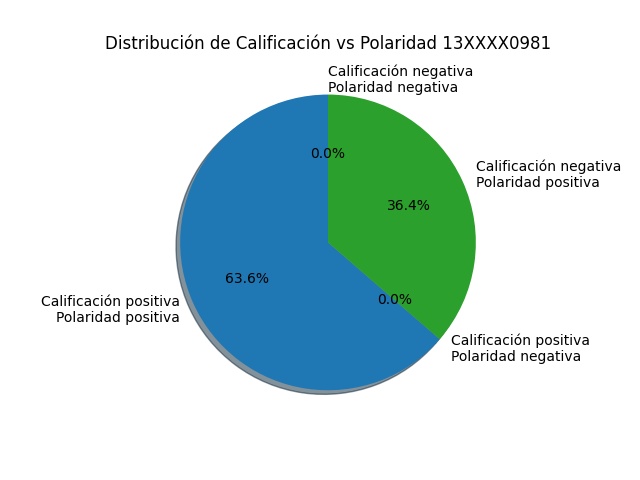 Distribución de Calificación vs Polaridad 13XXXX0981
Calificación negativa
Polaridad negativa
0.0%
Calificación negativa
Polaridad positiva
36.4%
63.6%
Calificación positiva
Polaridad positiva
0.0%
Calificación positiva
Polaridad negativa